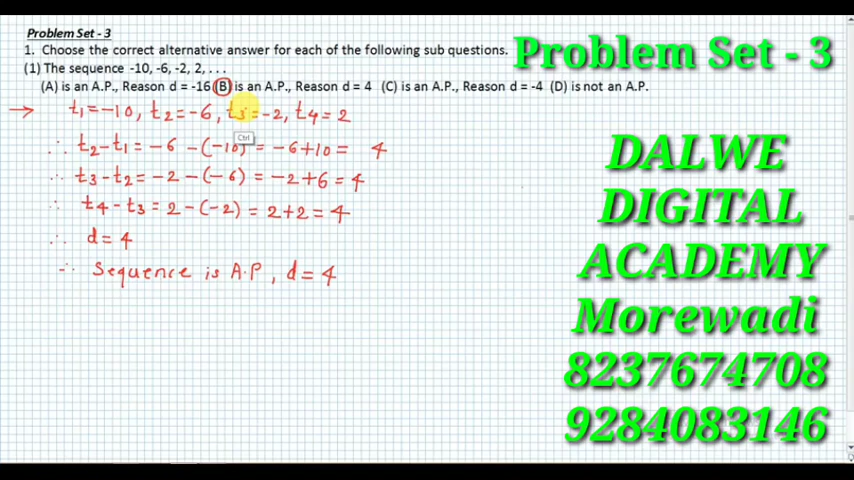 Problem Set - 3
1. Choose the correct alternative answer for each of the following sub questions.
(1) The sequence -10, -6, -2, 2, . . .
(A) is an A.P., Reason d = -16 (B) is an A.P., Reason d = 4 (C) is an A.P., Reason d = -4 (D) is not an A.P.
→ t₁=-10, t₂=-6, t₃=-2, t₄=2
Ctrl
∴ t₂-t₁ = -6 -(-10) = -6+10 = 4
∴ t₃-t₂ = -2 -(-6) = -2+6 = 4
∴ t₄-t₃ = 2-(-2) = 2+2 = 4
∴ d=4
∴ Sequence is A.P, d=4
Problem Set - 3
DALWE
DIGITAL
ACADEMY
Morewadi
8237674708
9284083146